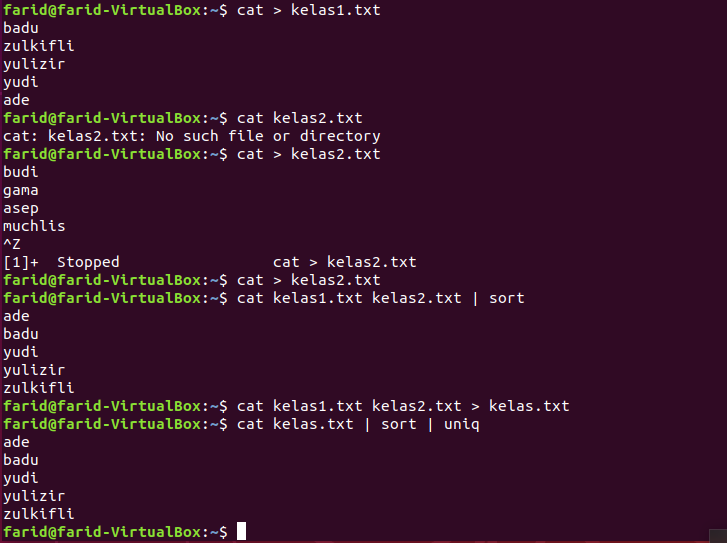 farid@farid-VirtualBox:~$ cat > kelas1.txt
badu
zulkifli
yulizir
yudi
ade
farid@farid-VirtualBox:~$ cat kelas2.txt
cat: kelas2.txt: No such file or directory
farid@farid-VirtualBox:~$ cat > kelas2.txt
budi
gama
asep
muchlis
^Z
[1]+  Stopped                 cat > kelas2.txt
farid@farid-VirtualBox:~$ cat > kelas2.txt
farid@farid-VirtualBox:~$ cat kelas1.txt kelas2.txt | sort
ade
badu
yudi
yulizir
zulkifli
farid@farid-VirtualBox:~$ cat kelas1.txt kelas2.txt > kelas.txt
farid@farid-VirtualBox:~$ cat kelas.txt | sort | uniq
ade
badu
yudi
yulizir
zulkifli
farid@farid-VirtualBox:~$